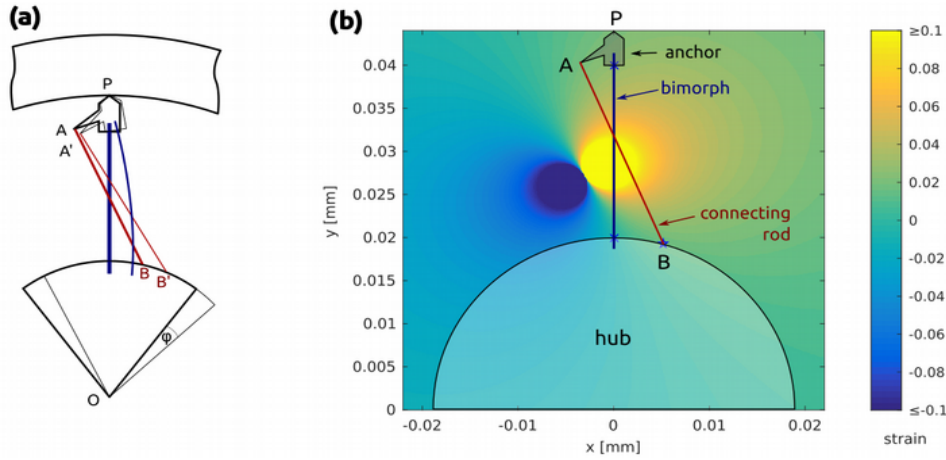 (a)
P
A
A'
B
B'
φ
O
(b)
P
A
anchor
bimorph
connecting
rod
B
hub
y [mm]
0.04
0.035
0.03
0.025
0.02
0.015
0.01
0.005
0
-0.02
-0.01
0
0.01
0.02
x [mm]
≥0.1
0.08
0.06
0.04
0.02
0
-0.02
-0.04
-0.06
-0.08
≤-0.1
strain